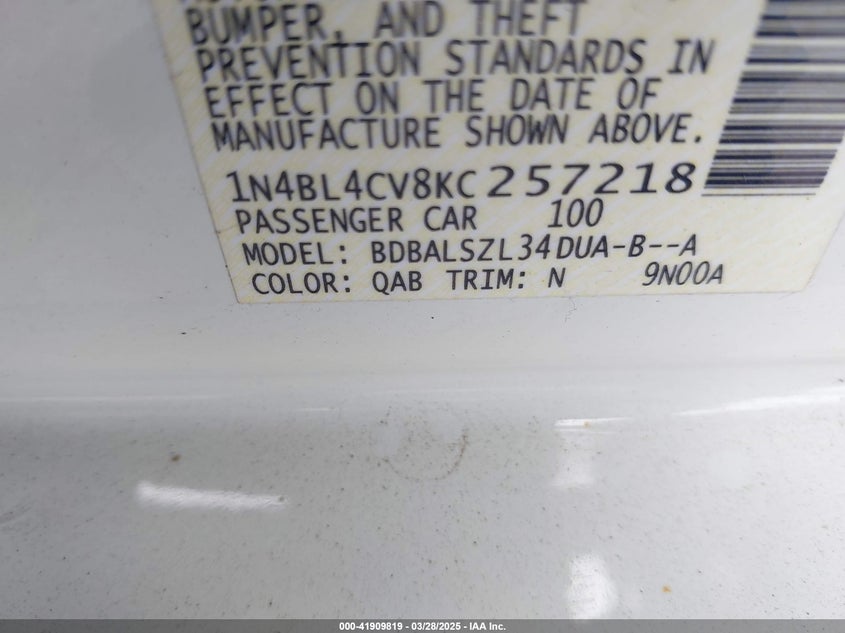 BUMPER, AND THEFT
PREVENTION STANDARDS IN
EFFECT ON THE DATE OF
MANUFACTURE SHOWN ABOVE.
1N4BL4CV8KC257218
PASSENGER CAR 100
MODEL: BDBALSZL34DUA-B--A
COLOR: QAB TRIM: N 9N00A
000-41909819 - 03/28/2025 - IAA Inc.